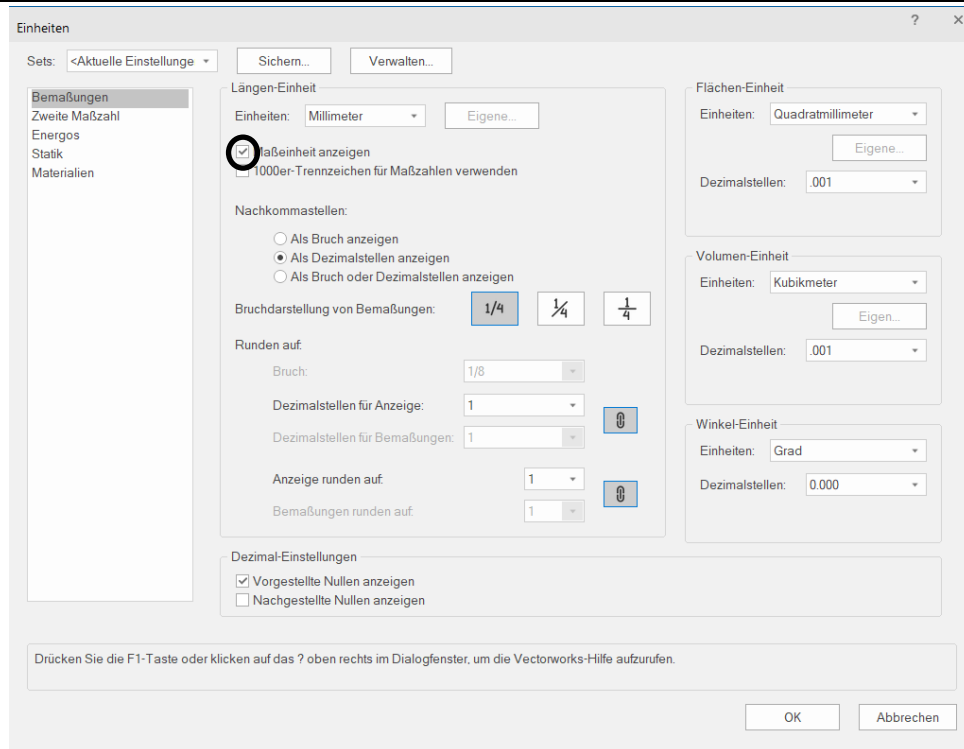 Einheiten
? ×
Sets: <Aktuelle Einstellunge Sichern... Verwalten...
Bemaßungen
Zweite Maßzahl
Energos
Statik
Materialien
Längen-Einheit
Einheiten: Millimeter Eigene...
Maßeinheit anzeigen
1000er-Trennzeichen für Maßzahlen verwenden
Nachkommastellen:
Als Bruch anzeigen
Als Dezimalstellen anzeigen
Als Bruch oder Dezimalstellen anzeigen
Bruchdarstellung von Bemaßungen: 1/4 1/4 1/4
Runden auf:
Bruch: 1/8
Dezimalstellen für Anzeige: 1
Dezimalstellen für Bemaßungen: 1
Anzeige runden auf: 1
Bemaßungen runden auf: 1
Flächen-Einheit
Einheiten: Quadratmillimeter
Eigene...
Dezimalstellen: .001
Volumen-Einheit
Einheiten: Kubikmeter
Eigen...
Dezimalstellen: .001
Winkel-Einheit
Einheiten: Grad
Dezimalstellen: 0.000
Dezimal-Einstellungen
Vorgestellte Nullen anzeigen
Nachgestellte Nullen anzeigen
Drücken Sie die F1-Taste oder klicken auf das ? oben rechts im Dialogfenster, um die Vectorworks-Hilfe aufzurufen.
OK Abbrechen